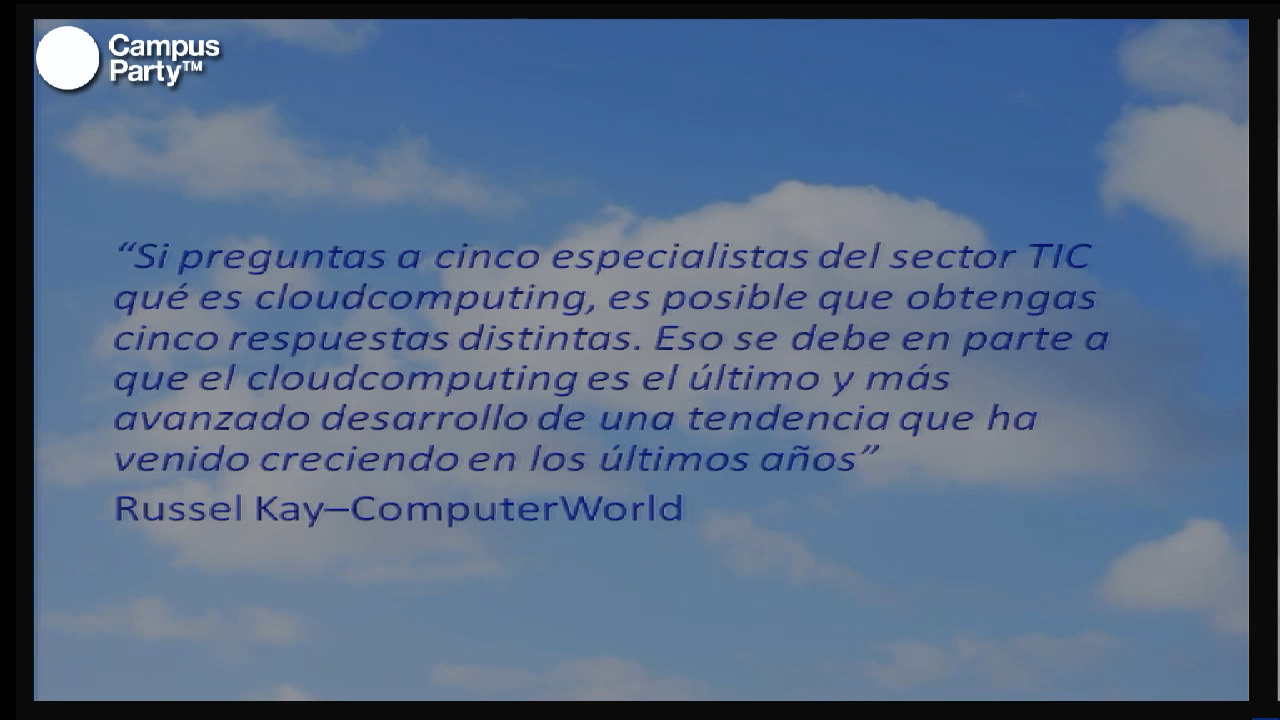 Campus
Party™
“Si preguntas a cinco especialistas del sector TIC
qué es cloudcomputing, es posible que obtengas
cinco respuestas distintas. Eso se debe en parte a
que el cloudcomputing es el último y más
avanzado desarrollo de una tendencia que ha
venido creciendo en los últimos años”
Russel Kay–ComputerWorld